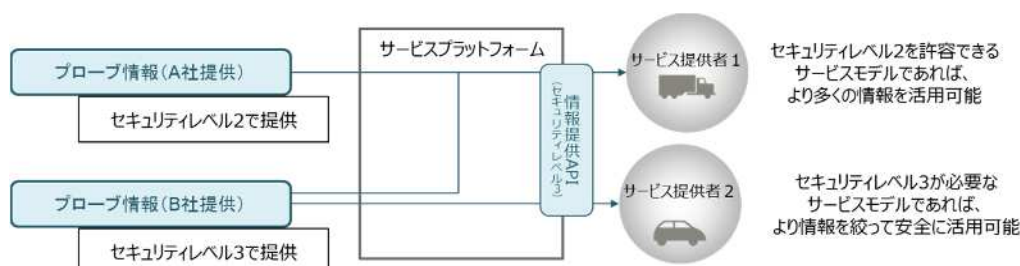 サービスプラットフォーム
プローブ情報(A社提供)
セキュリティレベル2で提供
プローブ情報(B社提供)
セキュリティレベル3で提供
情報提供API
(セキュリティレベル3)
サービス提供者1
セキュリティレベル2を許容できる
サービスモデルであれば、
より多くの情報を活用可能
サービス提供者2
セキュリティレベル3が必要な
サービスモデルであれば、
より情報を絞って安全に活用可能